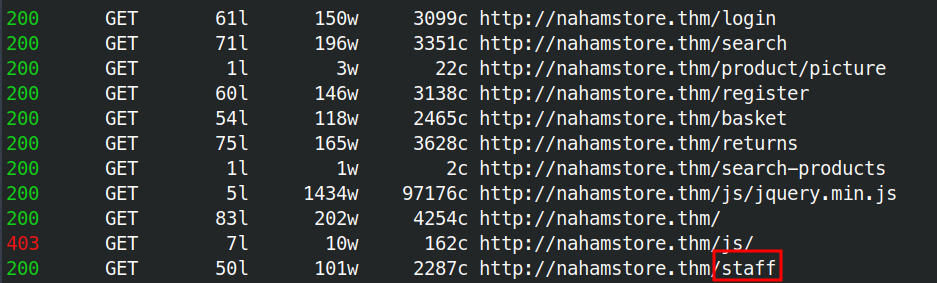 200 GET 61l 150w 3099c http://nahamstore.thm/login
200 GET 71l 196w 3351c http://nahamstore.thm/search
200 GET 1l 3w 22c http://nahamstore.thm/product/picture
200 GET 60l 146w 3138c http://nahamstore.thm/register
200 GET 54l 118w 2465c http://nahamstore.thm/basket
200 GET 75l 165w 3628c http://nahamstore.thm/returns
200 GET 1l 1w 2c http://nahamstore.thm/search-products
200 GET 5l 1434w 97176c http://nahamstore.thm/js/jquery.min.js
200 GET 83l 202w 4254c http://nahamstore.thm/
403 GET 7l 10w 162c http://nahamstore.thm/js/
200 GET 50l 101w 2287c http://nahamstore.thm/staff